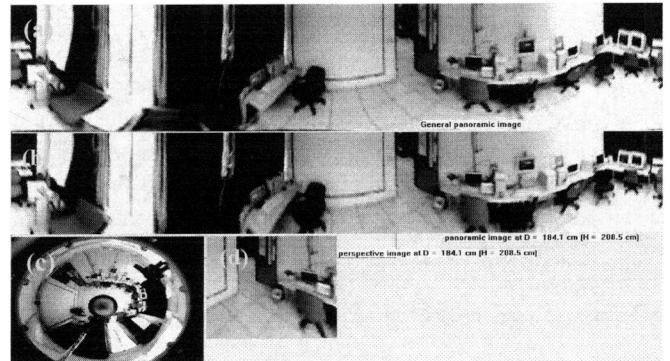 (a)
General panoramic image
(b)
panoramic image at D = 184.1 cm (H = 208.5 cm)
(c)
(d)
perspective image at D = 184.1 cm (H = 208.5 cm)